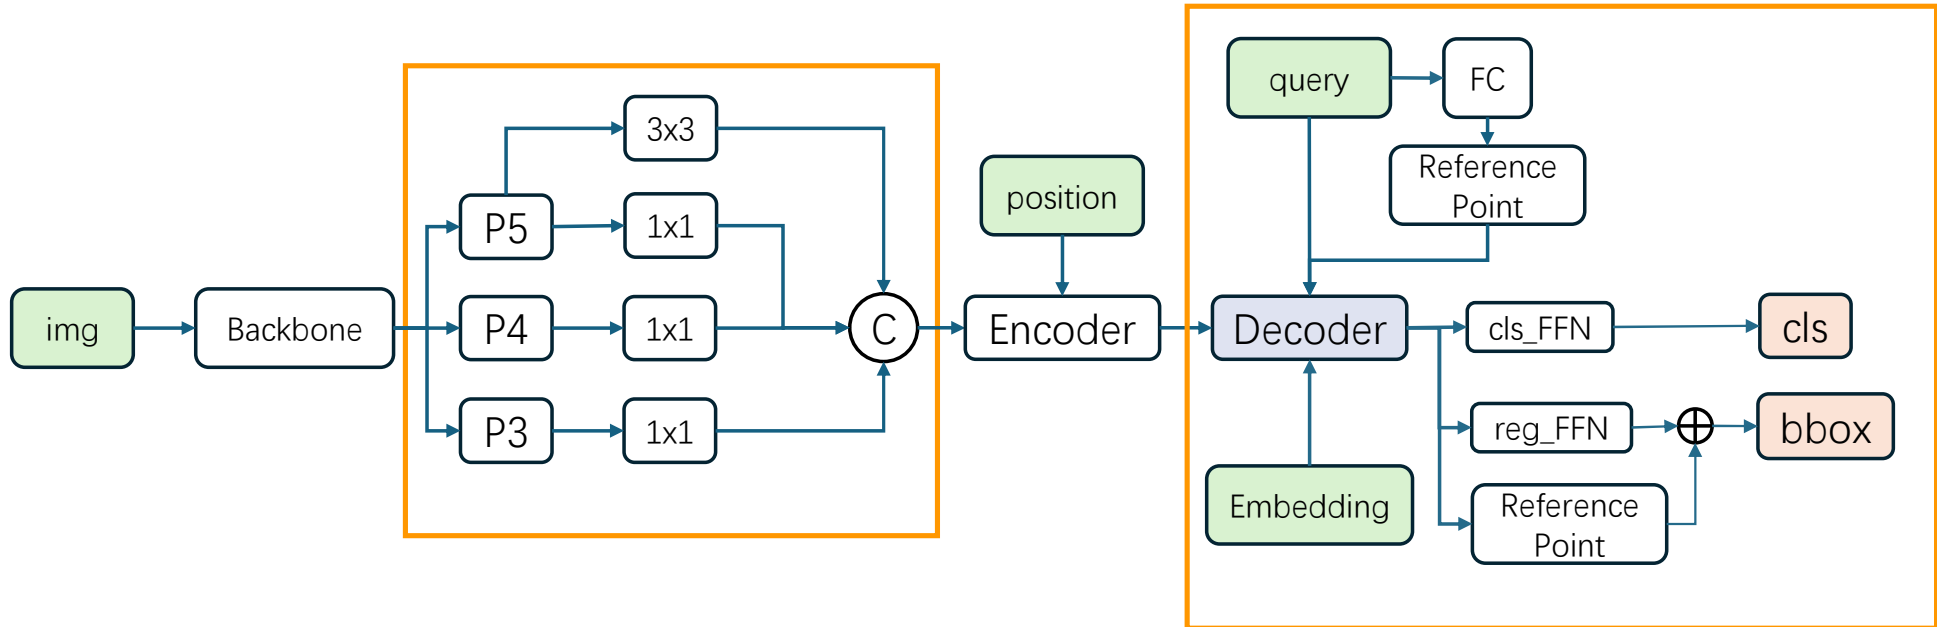 img
Backbone
P5
P4
P3
3x3
1x1
1x1
1x1
C
position
Encoder
query
FC
Reference
Point
Decoder
Embedding
cls_FFN
reg_FFN
Reference
Point
cls
bbox